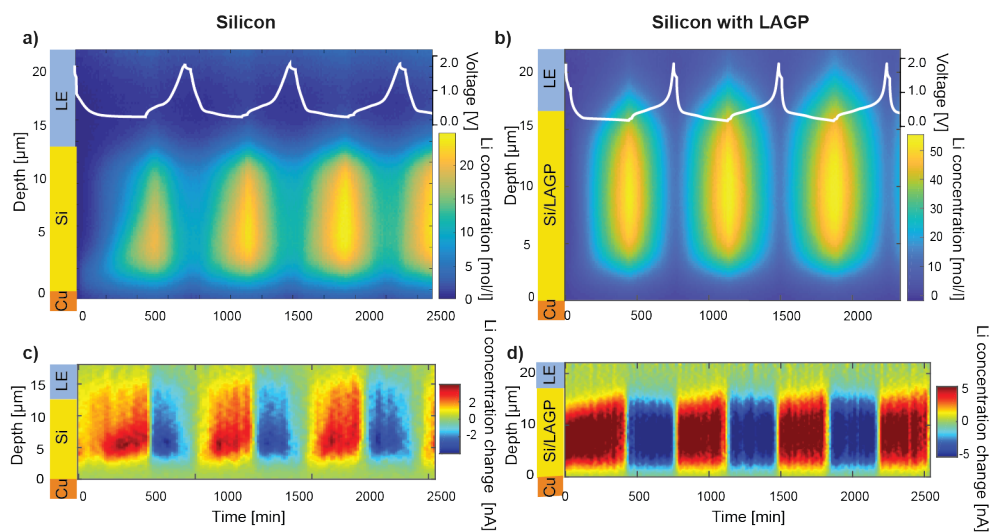 Silicon
Silicon with LAGP
a)
20
15
10
5
0
Depth [µm]
LE
Si
Cu
0 500 1000 1500 2000 2500
2.0
1.0
0.0
Voltage [V]
20
15
10
5
0
Li concentration [mol/l]
b)
20
15
10
5
0
Depth [µm]
LE
Si/LAGP
Cu
0 500 1000 1500 2000
2.0
1.0
0.0
Voltage [V]
50
40
30
20
10
0
Li concentration [mol/l]
c)
15
10
5
0
Depth [µm]
LE
Si
Cu
0 500 1000 1500 2000 2500
Time [min]
2
0
-2
Li concentration change [nA]
d)
20
10
0
Depth [µm]
LE
Si/LAGP
Cu
0 500 1000 1500 2000 2500
Time [min]
5
0
-5
Li concentration change [nA]